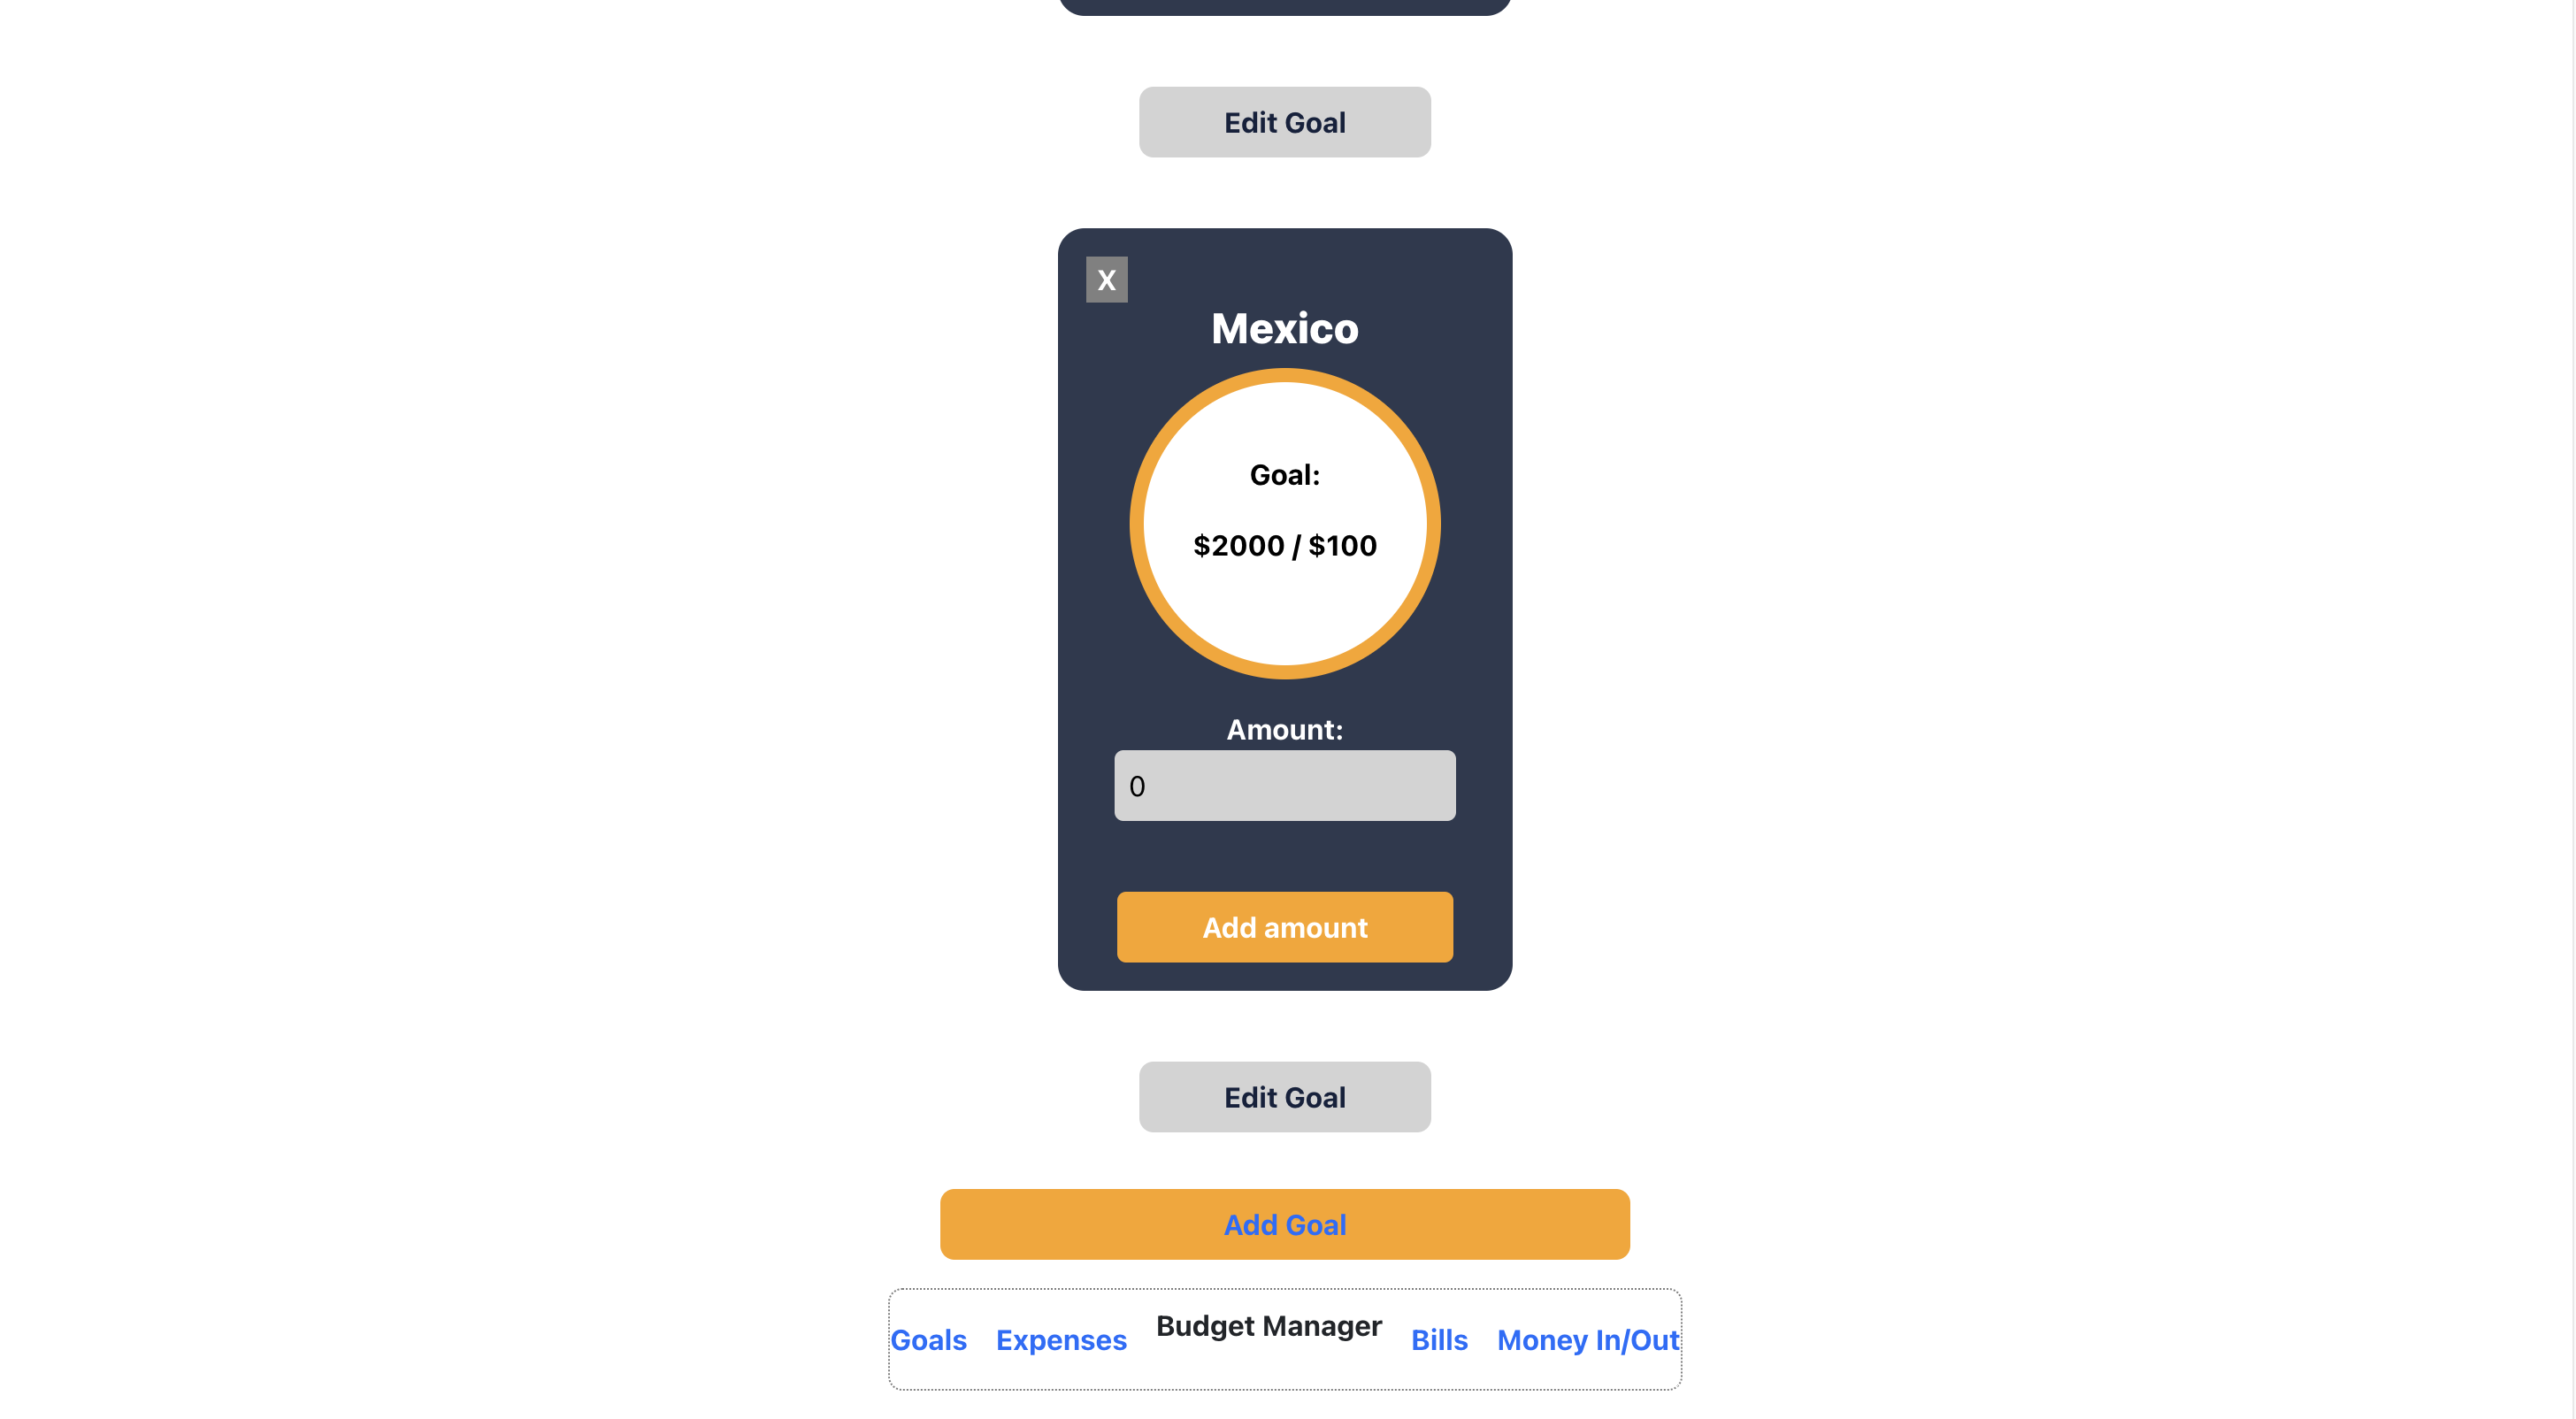 Edit Goal
X
Mexico
Goal:
$2000 / $100
Amount:
0
Add amount
Edit Goal
Add Goal
Goals Expenses Budget Manager Bills Money In/Out